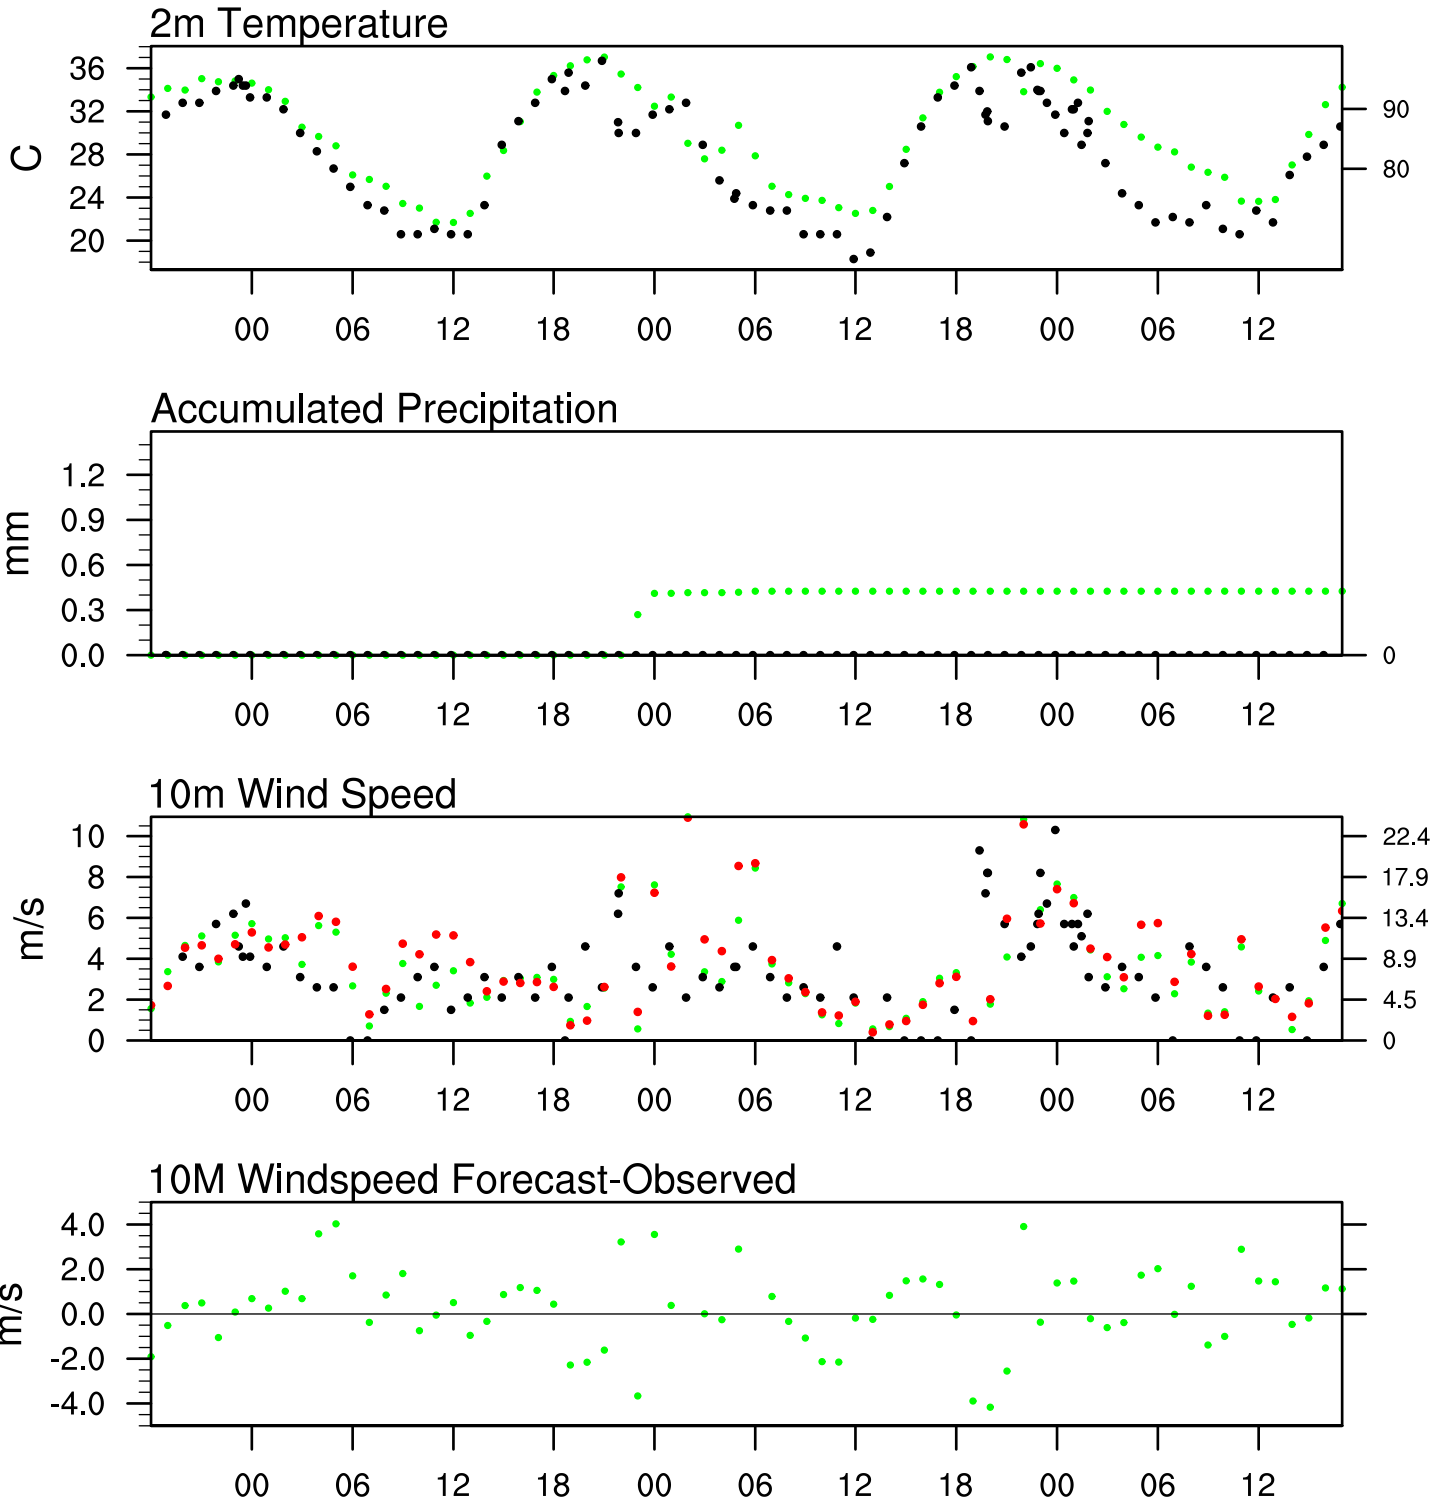 2m Temperature
36
32
28
24
20
C
90
80
00 06 12 18 00 06 12 18 00 06 12
Accumulated Precipitation
1.2
0.9
0.6
0.3
0.0
mm
0
00 06 12 18 00 06 12 18 00 06 12
10m Wind Speed
10
8
6
4
2
0
m/s
22.4
17.9
13.4
8.9
4.5
0
00 06 12 18 00 06 12 18 00 06 12
10M Windspeed Forecast-Observed
4.0
2.0
0.0
-2.0
-4.0
m/s
00 06 12 18 00 06 12 18 00 06 12